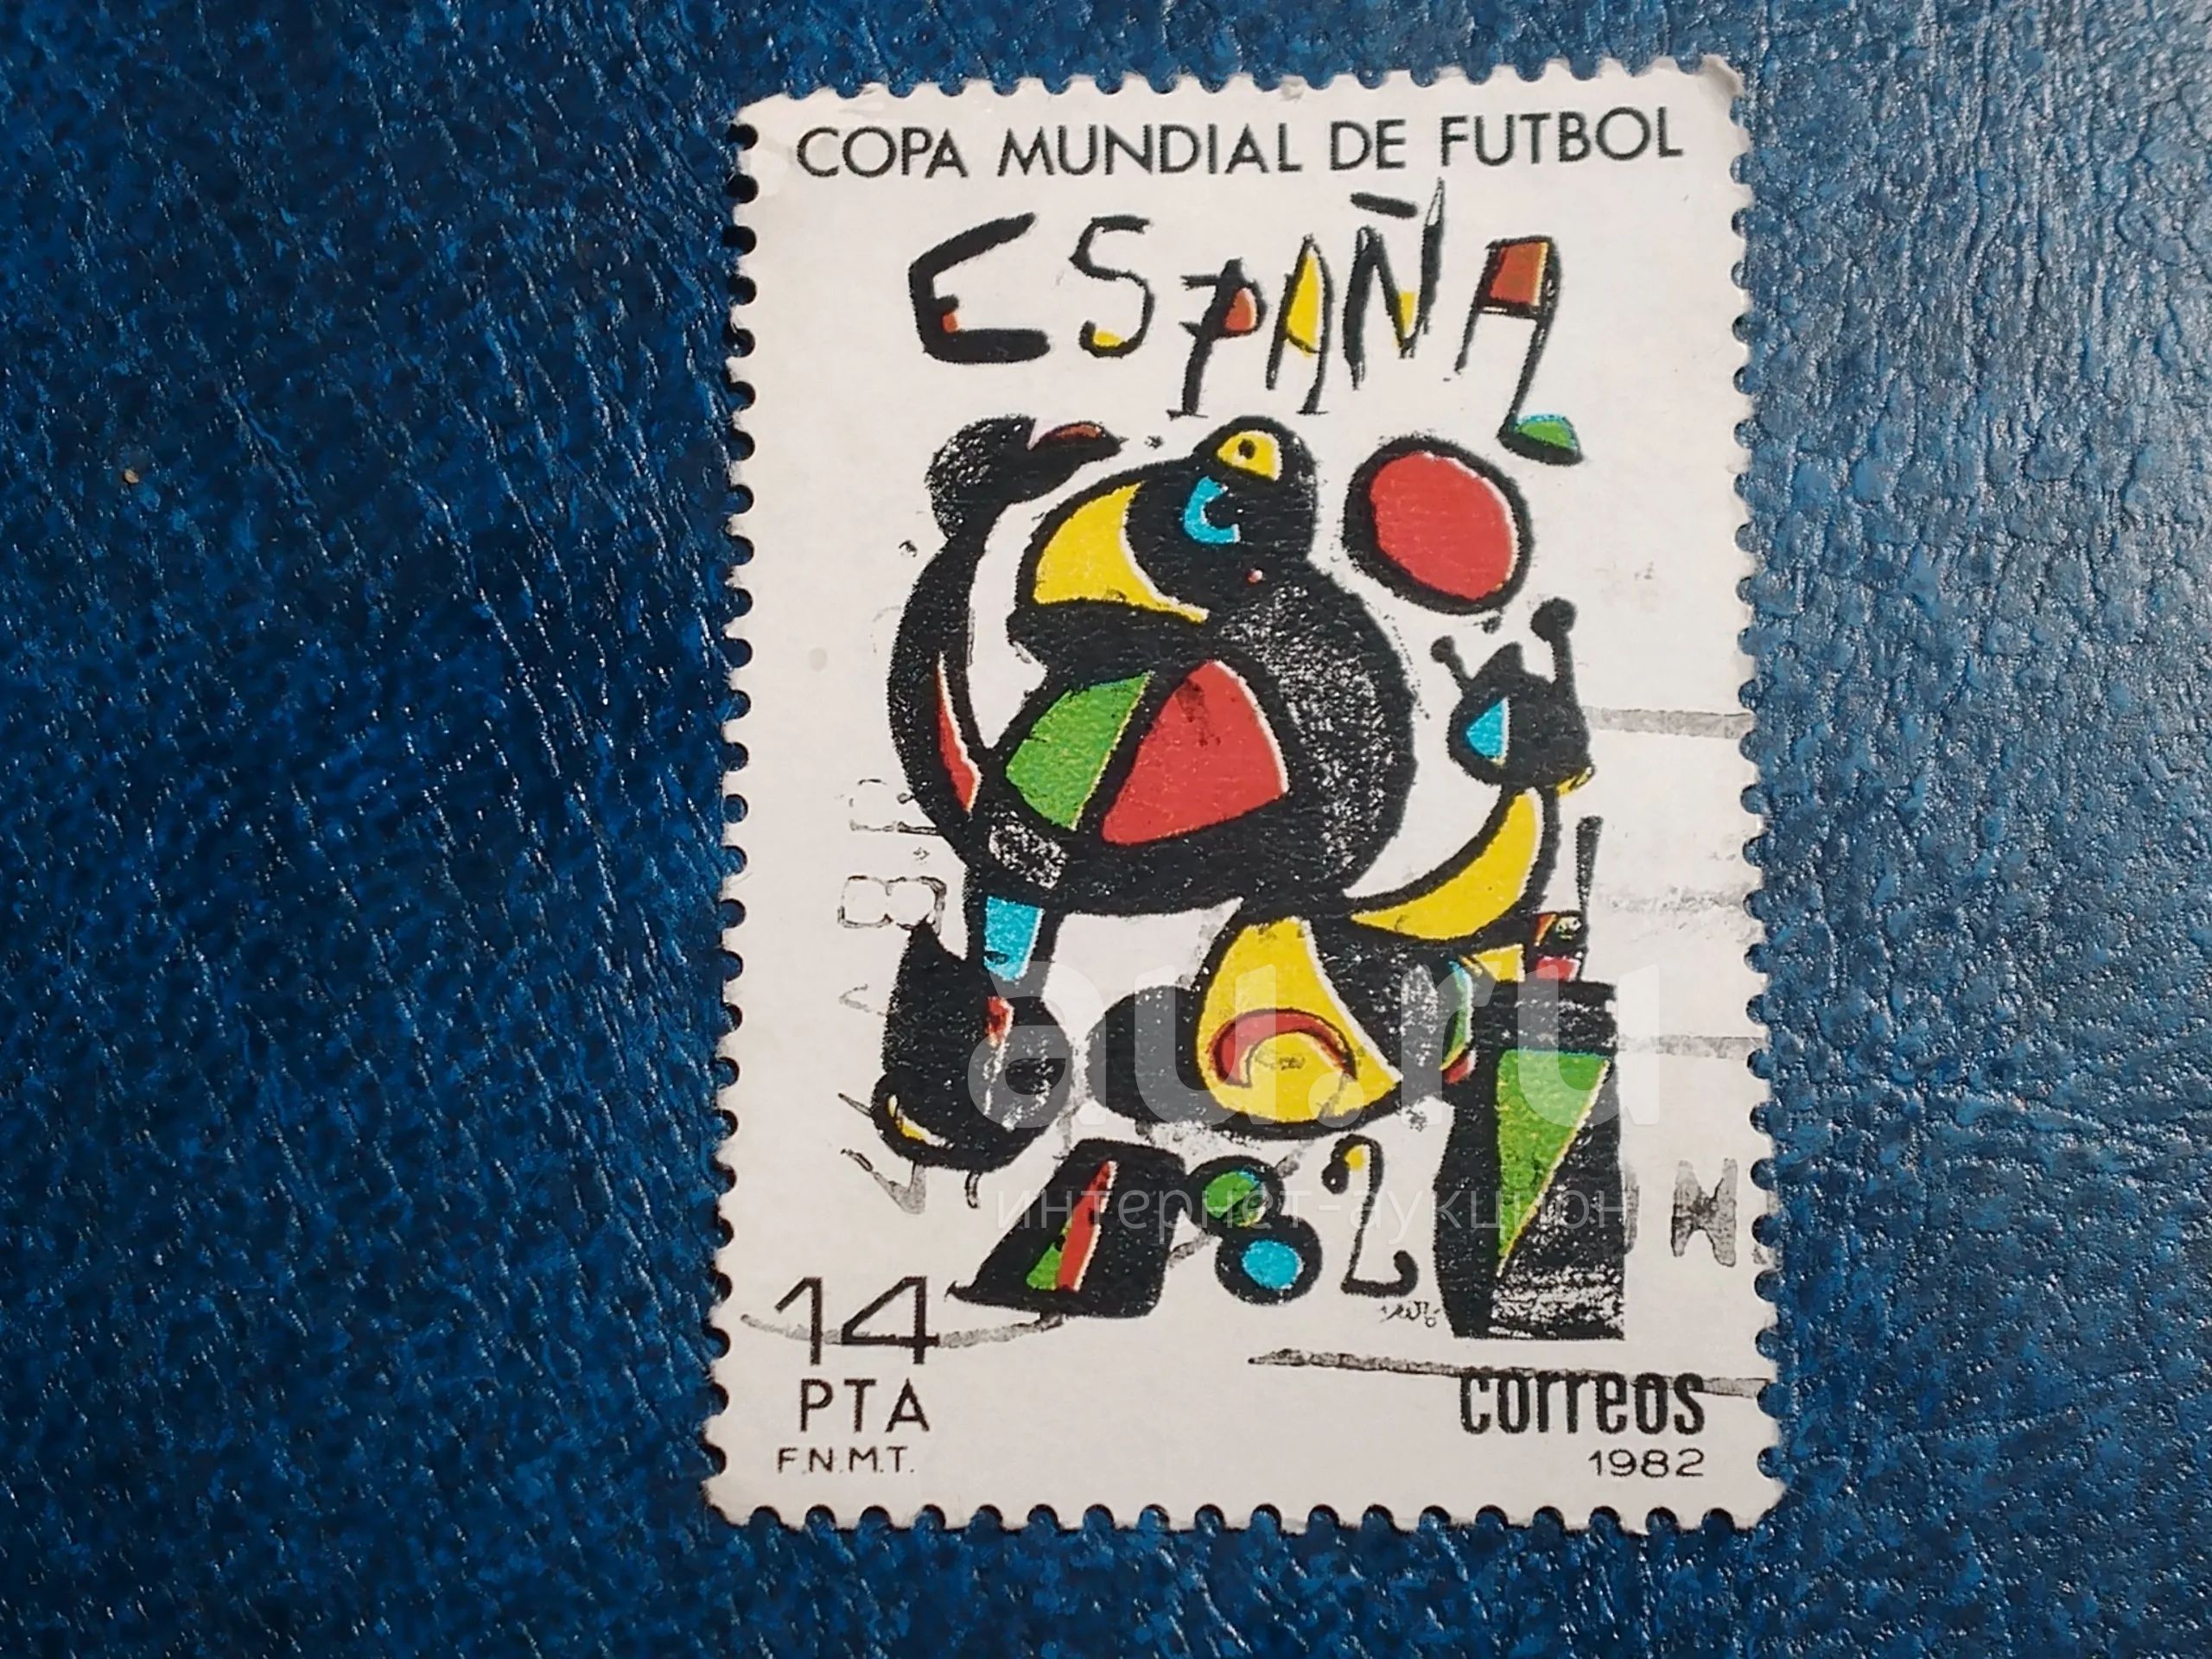 COPA MUNDIAL DE FUTBOL
ESPAÑA
au.ru
интернет-аукцион
82
14
PTA
F.N.M.T.
correos
1982